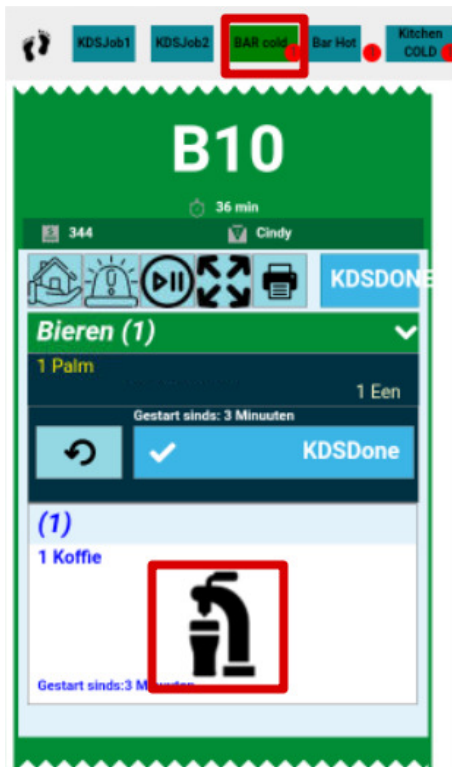 KDSJob1 KDSJob2 BAR cold Bar Hot Kitchen COLD
B10
36 min
344 Cindy
KDSDONE
Bieren (1)
1 Palm
1 Een
Gestart sinds: 3 Minuuten
KDSDone
(1)
1 Koffie
Gestart sinds:3 Minuuten